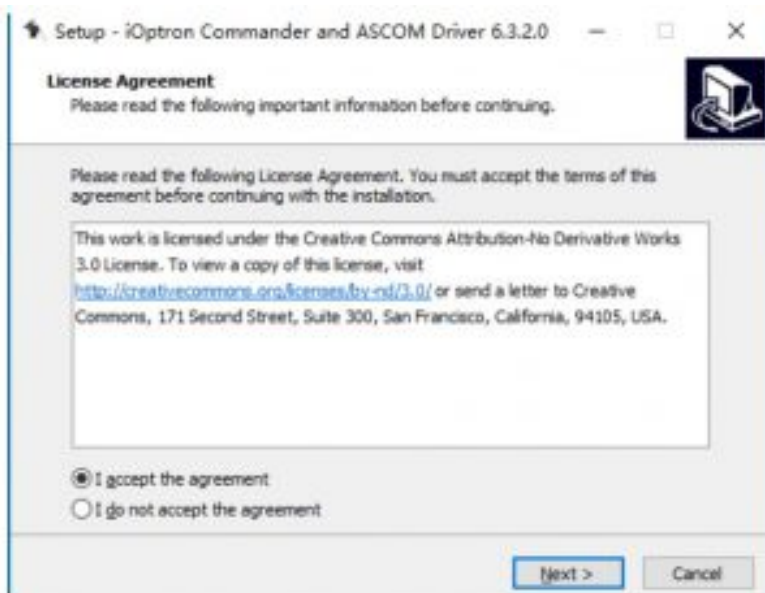 Setup - iOptron Commander and ASCOM Driver 6.3.2.0
License Agreement
Please read the following important information before continuing.
Please read the following License Agreement. You must accept the terms of this
agreement before continuing with the installation.
This work is licensed under the Creative Commons Attribution-No Derivative Works
3.0 License. To view a copy of this license, visit
http://creativecommons.org/licenses/by-nd/3.0/ or send a letter to Creative
Commons, 171 Second Street, Suite 300, San Francisco, California, 94105, USA.
I accept the agreement
I do not accept the agreement
Next >
Cancel